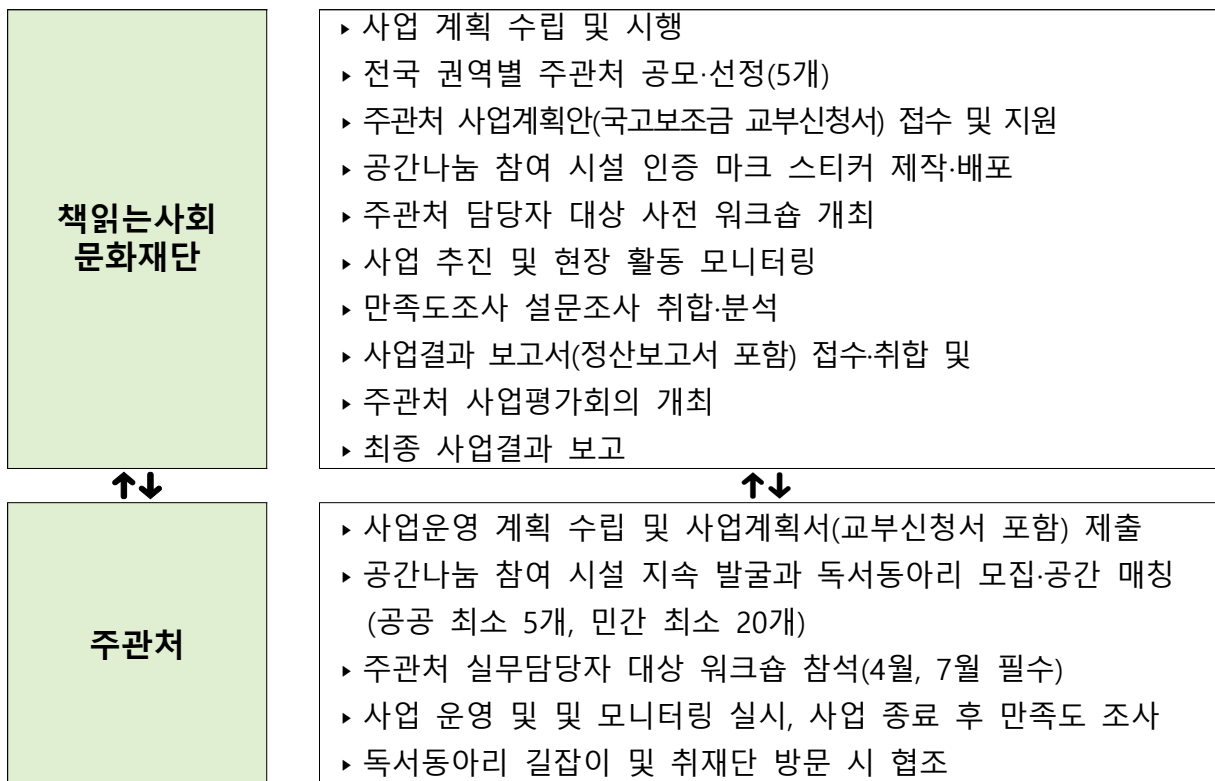 책읽는사회
문화재단
▸ 사업 계획 수립 및 시행
▸ 전국 권역별 주관처 공모·선정(5개)
▸ 주관처 사업계획안(국고보조금 교부신청서) 접수 및 지원
▸ 공간나눔 참여 시설 인증 마크 스티커 제작·배포
▸ 주관처 담당자 대상 사전 워크숍 개최
▸ 사업 추진 및 현장 활동 모니터링
▸ 만족도조사 설문조사 취합·분석
▸ 사업결과 보고서(정산보고서 포함) 접수·취합 및
▸ 주관처 사업평가회의 개최
▸ 최종 사업결과 보고
↑↓ ↑↓
주관처
▸ 사업운영 계획 수립 및 사업계획서(교부신청서 포함) 제출
▸ 공간나눔 참여 시설 지속 발굴과 독서동아리 모집·공간 매칭
(공공 최소 5개, 민간 최소 20개)
▸ 주관처 실무담당자 대상 워크숍 참석(4월, 7월 필수)
▸ 사업 운영 및 및 모니터링 실시, 사업 종료 후 만족도 조사
▸ 독서동아리 길잡이 및 취재단 방문 시 협조